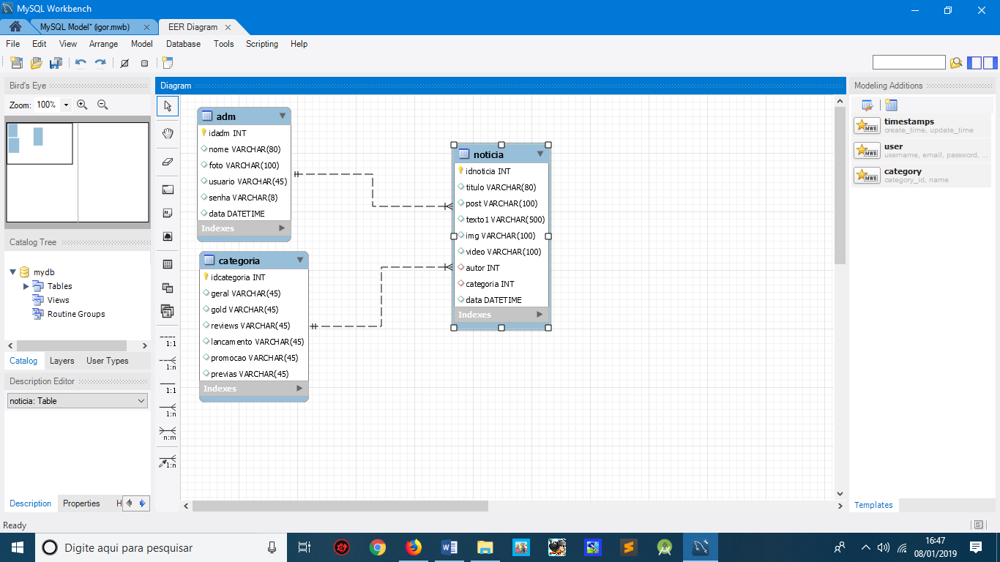 MySQL Workbench
MySQL Model* (igor.mwb)
EER Diagram
File Edit View Arrange Model Database Tools Scripting Help
Bird's Eye
Zoom: 100%
Catalog Tree
mydb
Tables
Views
Routine Groups
Catalog Layers User Types
Description Editor
noticia: Table
Description Properties H
Ready
Diagram
1:1
1:n
1:1
1:n
n:m
1:n
adm
idadm INT
nome VARCHAR(80)
foto VARCHAR(100)
usuario VARCHAR(45)
senha VARCHAR(8)
data DATETIME
Indexes
categoria
idcategoria INT
geral VARCHAR(45)
gold VARCHAR(45)
reviews VARCHAR(45)
lancamento VARCHAR(45)
promocao VARCHAR(45)
previas VARCHAR(45)
Indexes
noticia
idnoticia INT
titulo VARCHAR(80)
post VARCHAR(100)
texto1 VARCHAR(500)
img VARCHAR(100)
video VARCHAR(100)
autor INT
categoria INT
data DATETIME
Indexes
Modeling Additions
timestamps
create_time, update_time
user
username, email, password, ...
category
category_id, name
MWB
MWB
MWB
Templates
Digite aqui para pesquisar
16:47
08/01/2019